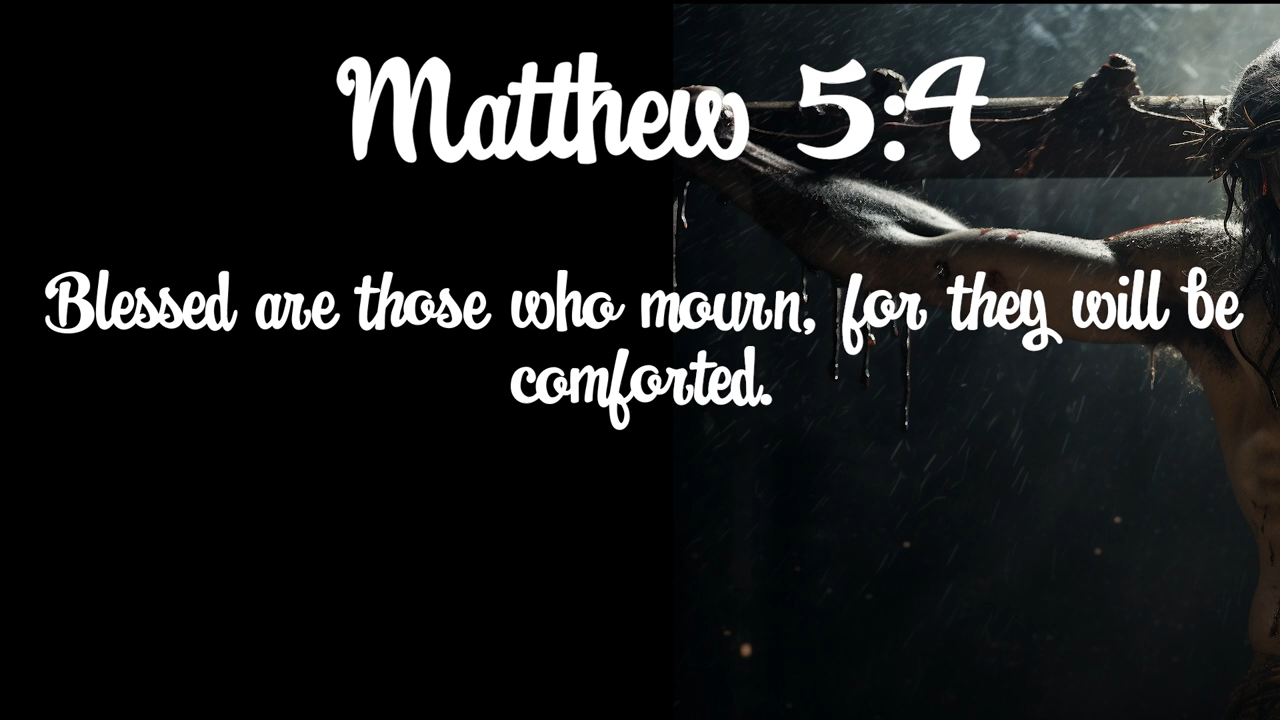 Matthew 5:4
Blessed are those who mourn, for they will be
comforted.